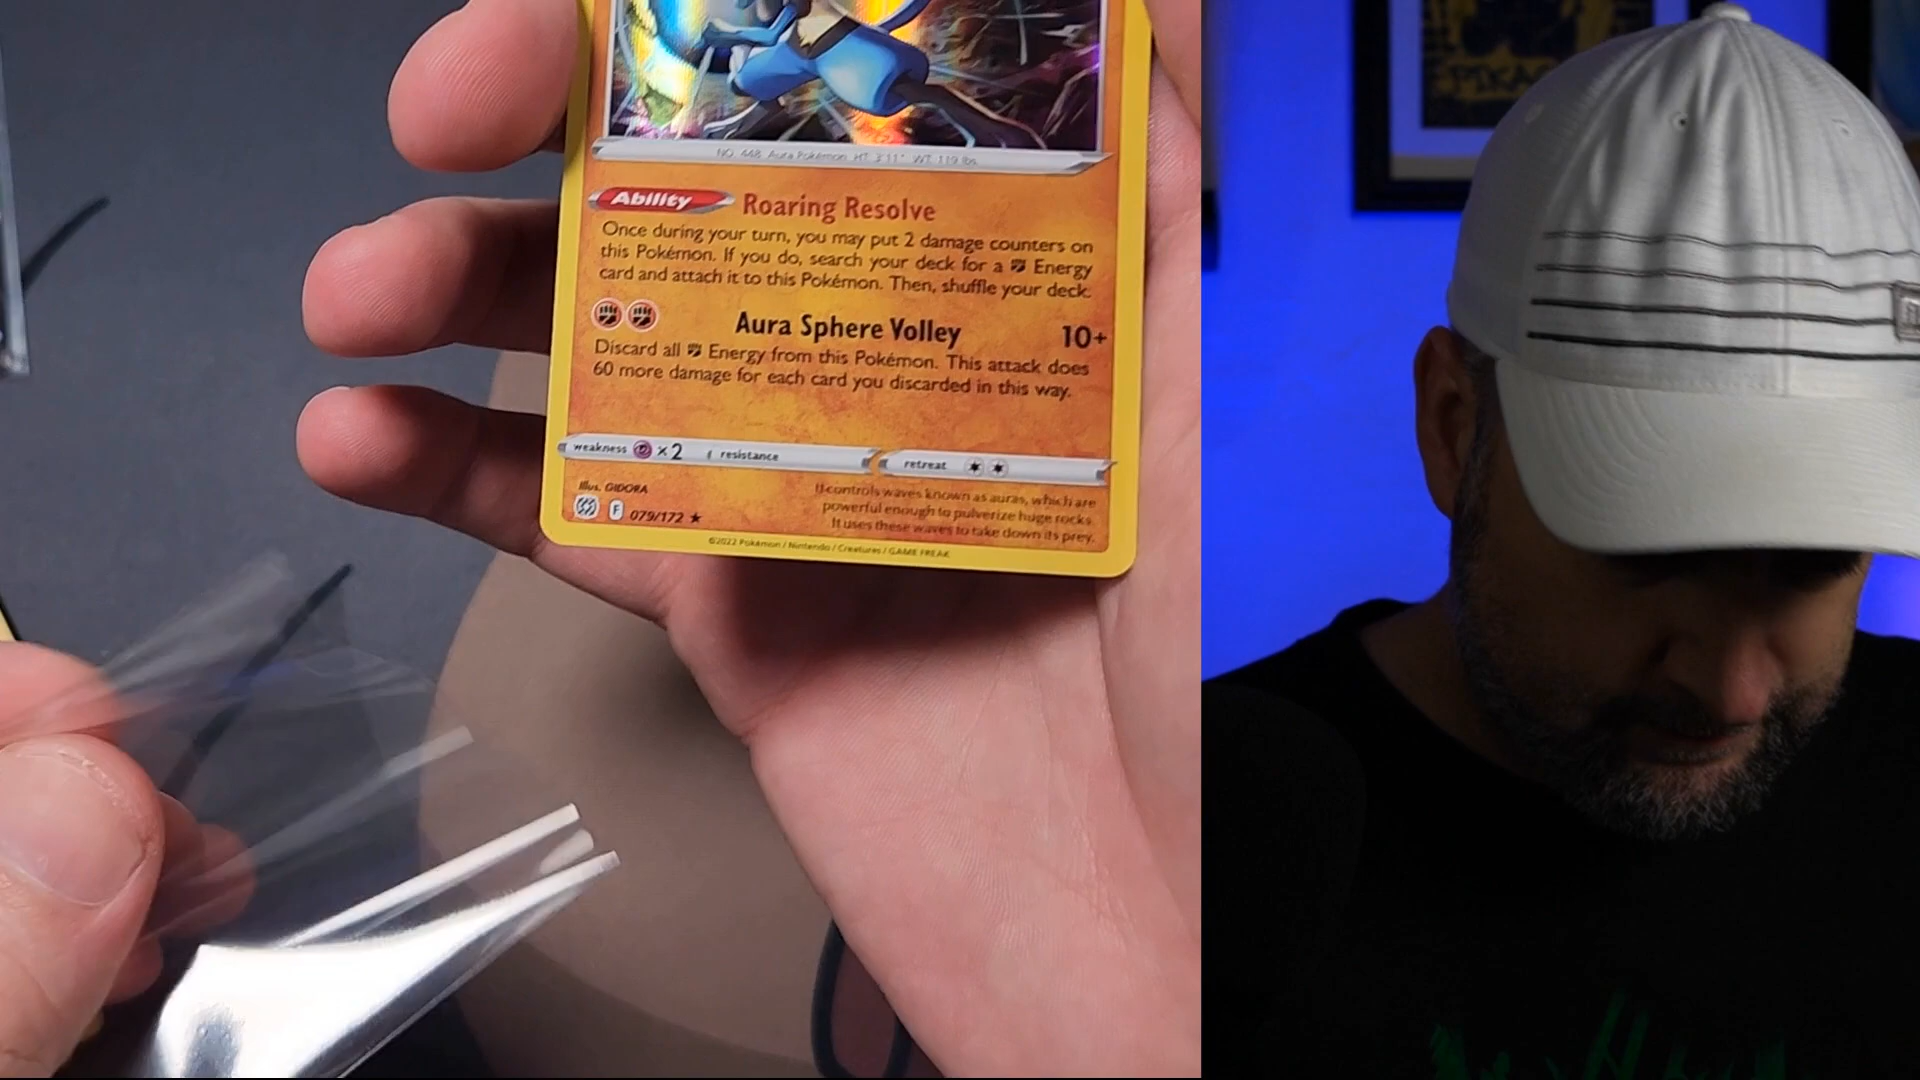 NO. 448 Aura Pokémon HT: 3'11" WT: 119 lbs.
Ability Roaring Resolve
Once during your turn, you may put 2 damage counters on
this Pokémon. If you do, search your deck for a Energy
card and attach it to this Pokémon. Then, shuffle your deck.
Aura Sphere Volley 10+
Discard all Energy from this Pokémon. This attack does
60 more damage for each card you discarded in this way.
weakness ×2 resistance retreat
Illus. GIDORA
F 079/172 ★
It controls waves known as auras, which are
powerful enough to pulverize huge rocks.
It uses these waves to take down its prey.
©2022 Pokémon / Nintendo / Creatures / GAME FREAK